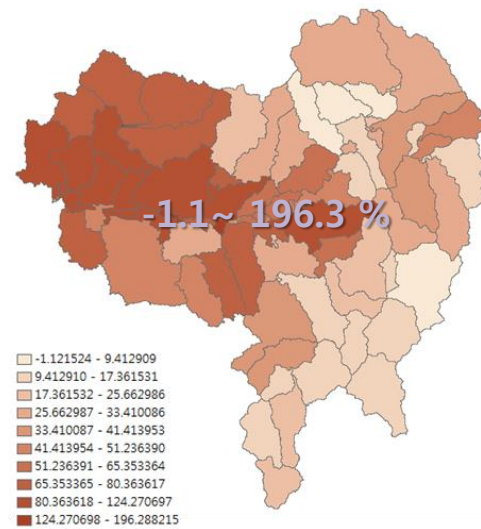 -1.1~ 196.3 %
-1.121524 - 9.412909
9.412910 - 17.361531
17.361532 - 25.662986
25.662987 - 33.410086
33.410087 - 41.413953
41.413954 - 51.236390
51.236391 - 65.353364
65.353365 - 80.363617
80.363618 - 124.270697
124.270698 - 196.288215